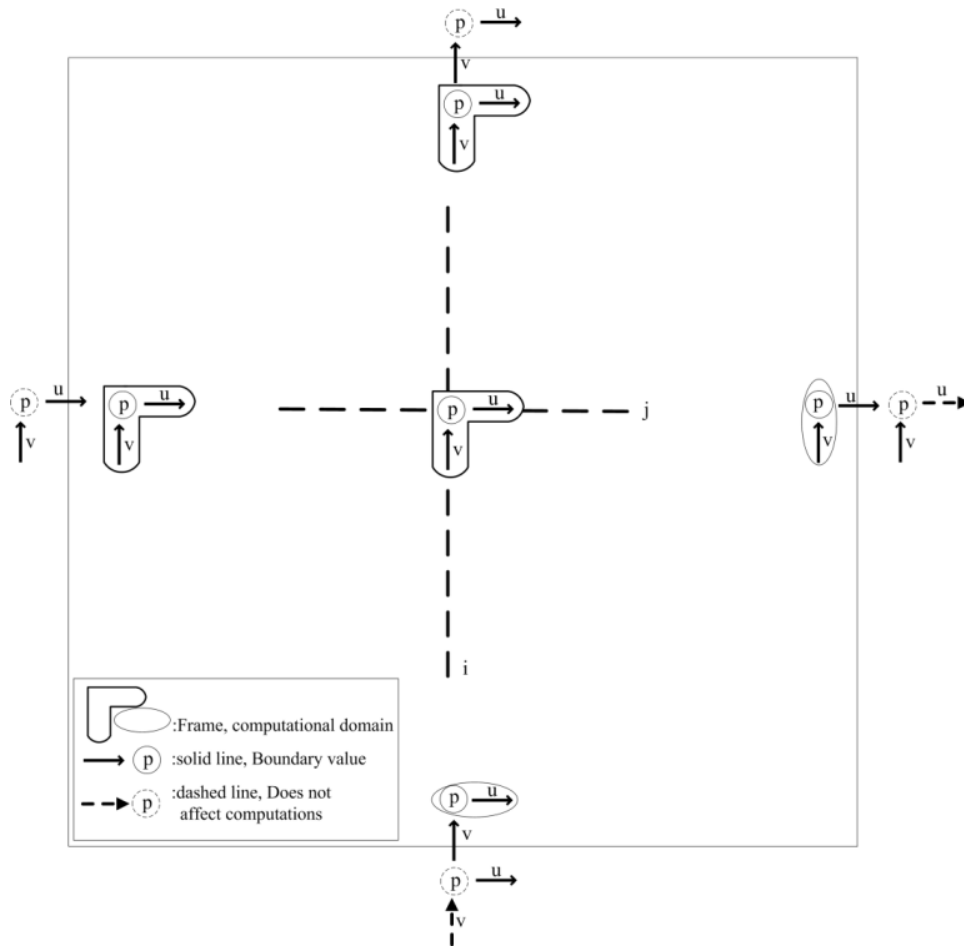 p u
v
p u
v
p u
v
p u
v
p u
v
j
p u
v
p u
v
i
p u
v
p u
v
:Frame, computational domain
p :solid line, Boundary value
p :dashed line, Does not
affect computations